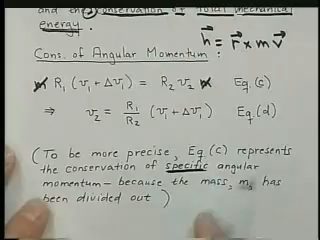 and the conservation of Total mechanical
energy.
h = r x m v
Cons. of Angular Momentum :
m R₁ (v₁ + Δv₁) = R₂ v₂ m Eq. (c)
⇒ v₂ = R₁/R₂ (v₁ + Δv₁) Eq. (d)
( To be more precise, Eq. (C) represents
the conservation of specific angular
momentum — because the mass, m, has
been divided out )